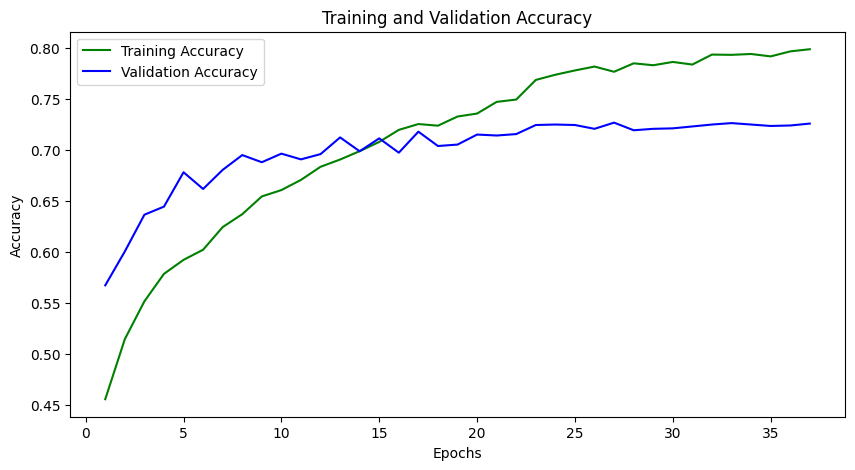 Training and Validation Accuracy
Training Accuracy
Validation Accuracy
0.80
0.75
0.70
0.65
0.60
0.55
0.50
0.45
Accuracy
0 5 10 15 20 25 30 35
Epochs